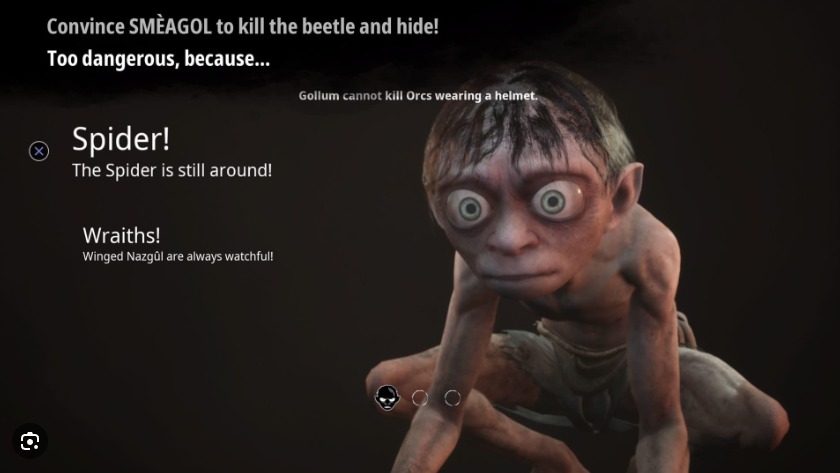 Convince SMÈAGOL to kill the beetle and hide!
Too dangerous, because...
Gollum cannot kill Orcs wearing a helmet.
Spider!
The Spider is still around!
Wraiths!
Winged Nazgûl are always watchful!